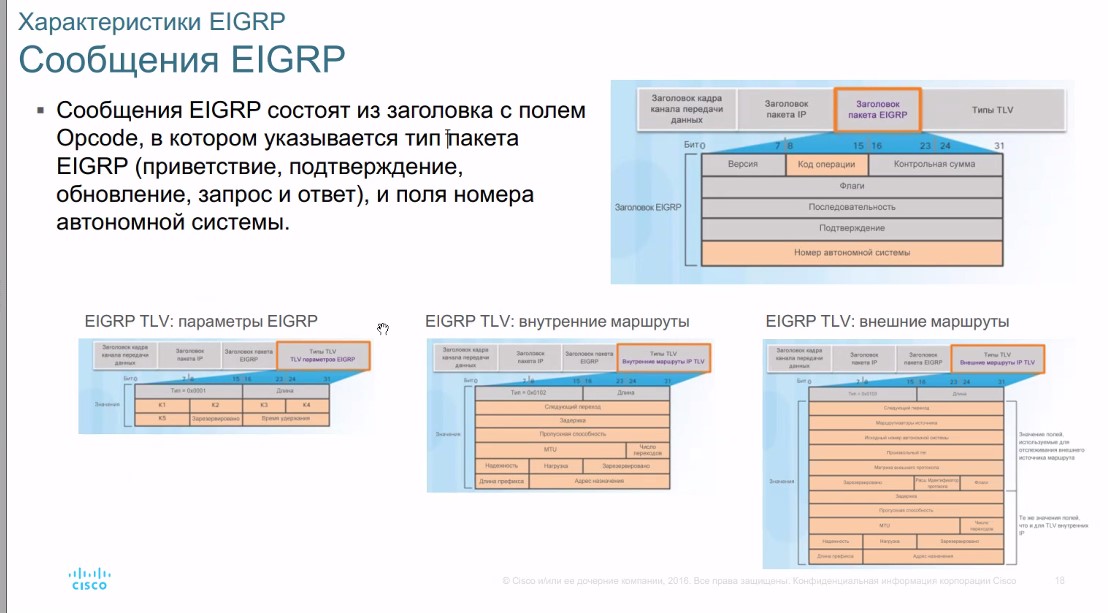 Характеристики EIGRP
Сообщения EIGRP
Сообщения EIGRP состоят из заголовка с полем
Opcode, в котором указывается тип пакета
EIGRP (приветствие, подтверждение,
обновление, запрос и ответ), и поля номера
автономной системы.
Заголовок кадра
канала передачи
данных
Заголовок
пакета IP
Заголовок
пакета EIGRP
Типы TLV
Бит 0 7 8 15 16 23 24 31
Версия Код операции Контрольная сумма
Флаги
Заголовок EIGRP
Последовательность
Подтверждение
Номер автономной системы
EIGRP TLV: параметры EIGRP
Заголовок кадра
канала передачи
данных
Заголовок
пакета IP
Заголовок пакета
EIGRP
Типы TLV
TLV параметров EIGRP
Бит 0 7 8 15 16 23 24 31
Тип = 0x0001 Длина
Значения
K1 K2 K3 K4
K5 Зарезервировано Время удержания
EIGRP TLV: внутренние маршруты
Заголовок кадра
канала передачи
данных
Заголовок
пакета IP
Заголовок пакета
EIGRP
Типы TLV
Внутренние маршруты IP TLV
Бит 0 7 8 15 16 23 24 31
Тип = 0x0102 Длина
Следующий переход
Задержка
Значение
Пропускная способность
MTU Число
переходов
Надежность Нагрузка Зарезервировано
Длина префикса Адрес назначения
EIGRP TLV: внешние маршруты
Заголовок кадра
канала передачи
данных
Заголовок
пакета IP
Заголовок пакета
EIGRP
Типы TLV
Внешние маршруты IP TLV
Бит 0 7 8 15 16 23 24 31
Длина
Следующий переход
Маршрутизаторы источника
Исходный номер автономной системы
Произвольный тег
Метрика внешнего протокола
Зарезервировано
Флаги
Значения
Задержка
Пропускная способность
MTU Число
переходов
Надежность Нагрузка Зарезервировано
Длина префикса Адрес назначения
Значение полей,
используемые для
отслеживания внешнего
источника маршрута
Те же значения полей,
что и для TLV внутренних
IP
CISCO
© Cisco и/или ее дочерние компании, 2016. Все права защищены. Конфиденциальная информация корпорации Cisco
18